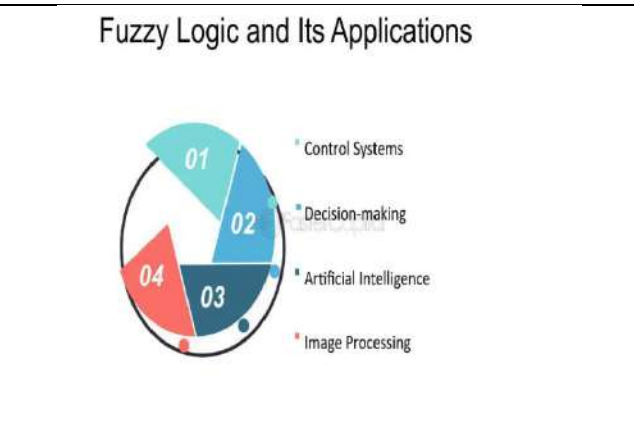 Fuzzy Logic and Its Applications
01
Control Systems
02
Decision-making
Artificial Intelligence
04
03
Image Processing